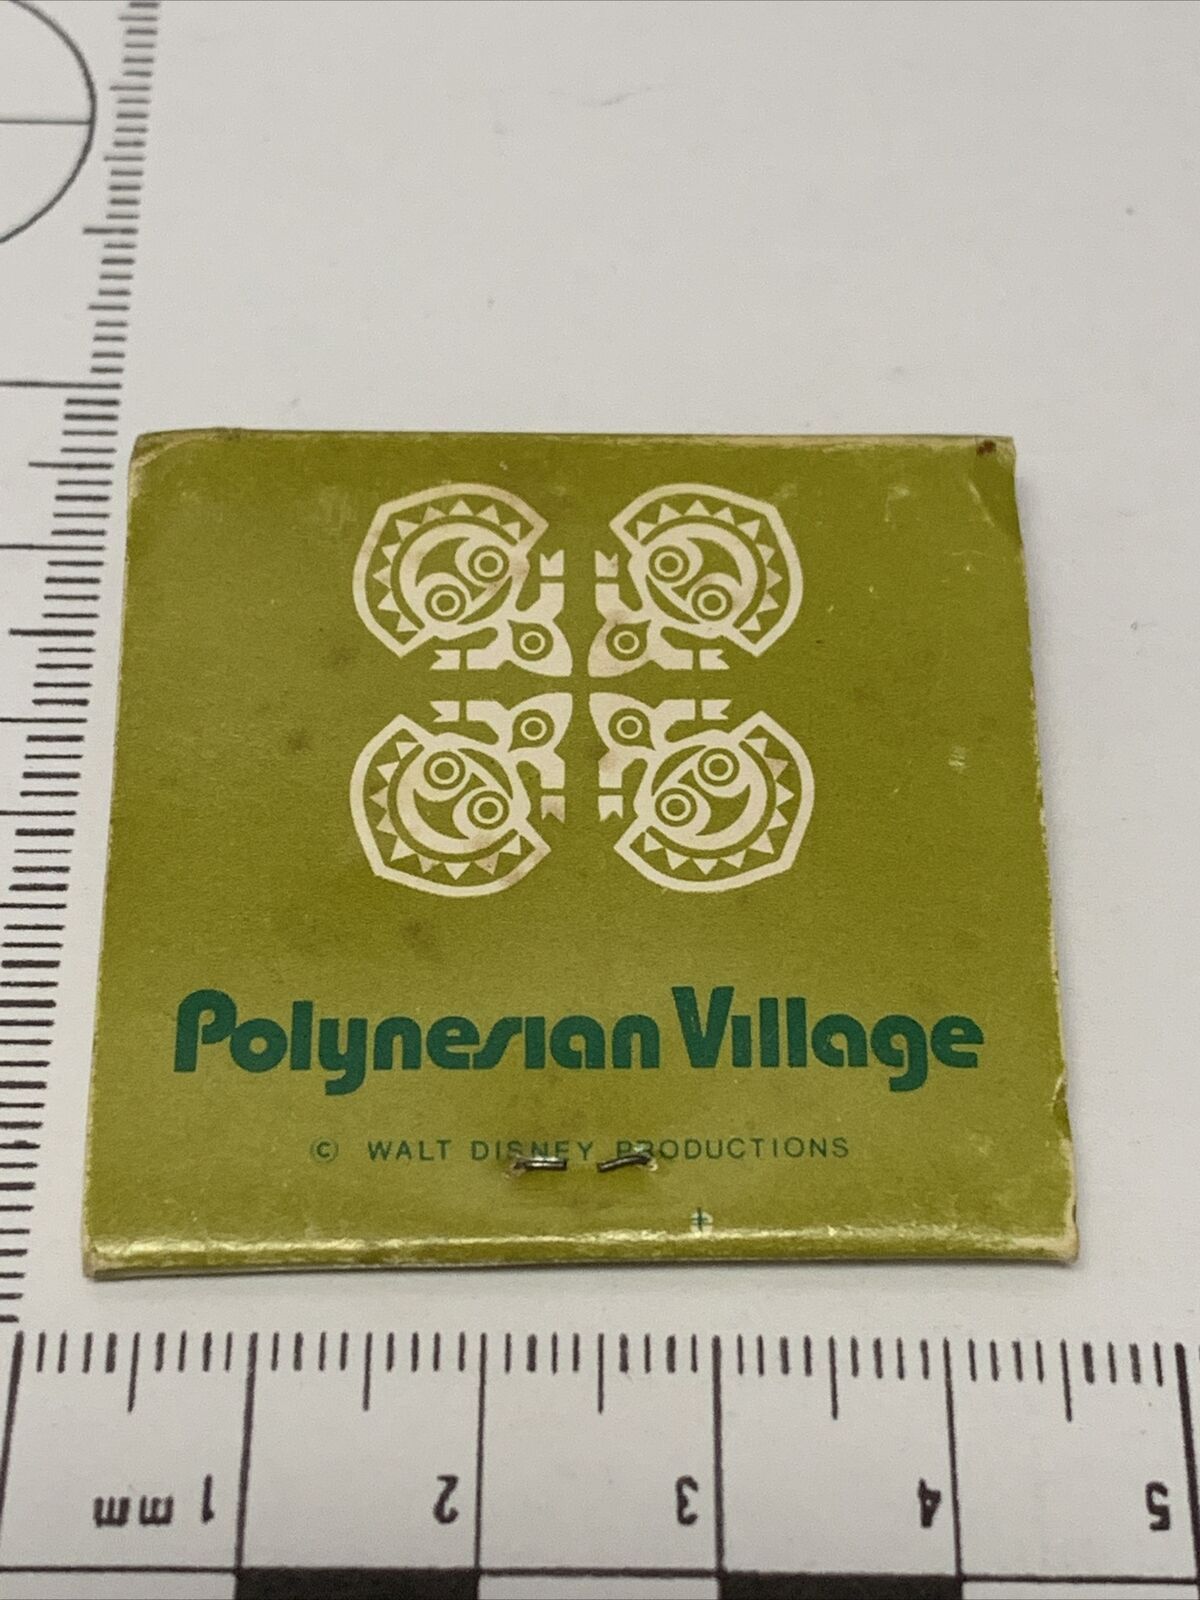 Polynesian Village
© WALT DISNEY PRODUCTIONS
1 mm 2 3 4 5